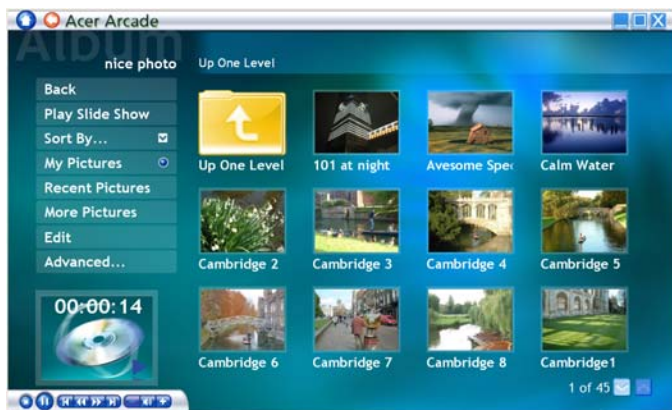 Acer Arcade
Album
nice photo
Up One Level
Back
Play Slide Show
Sort By...
My Pictures
Recent Pictures
More Pictures
Edit
Advanced...
00:00:14
Up One Level
101 at night
Avesome Spe
Calm Water
Cambridge 2
Cambridge 3
Cambridge 4
Cambridge 5
Cambridge 6
Cambridge 7
Cambridge 8
Cambridge1
1 of 45